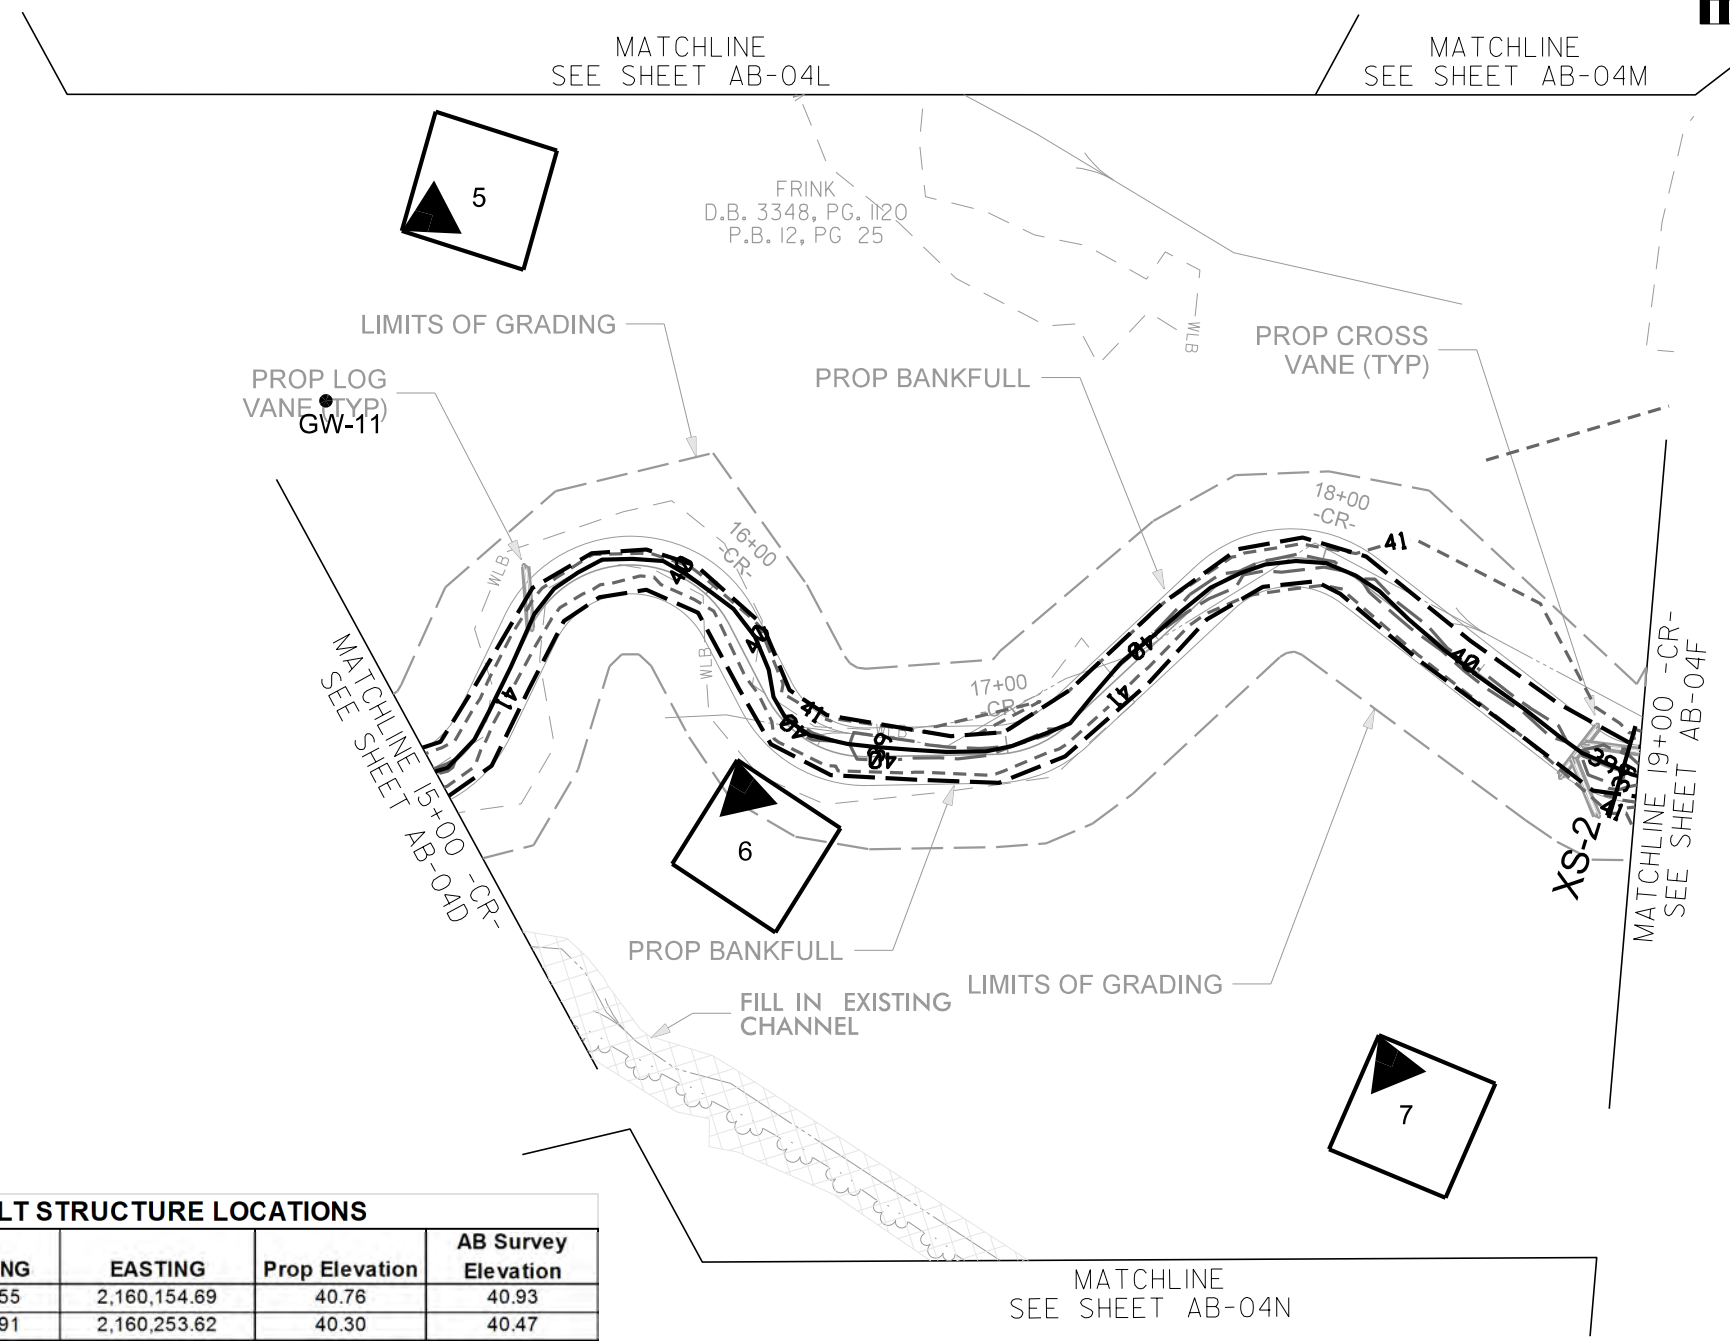 MATCHLINE
SEE SHEET AB-04L
MATCHLINE
SEE SHEET AB-04M
5
FRINK
D.B. 3348, PG. 1120
P.B. 12, PG 25
LIMITS OF GRADING
PROP LOG
VANE (TYP)
GW-11
PROP BANKFULL
PROP CROSS
VANE (TYP)
WLB
18+00
-CR-
16+00
-CR-
WLB
41
40
40
40
40
41
WLB
17+00
-CR-
41
41
40
WLB
40
MATCHLINE 15+00 -CR-
SEE SHEET AB-04D
41
XS-2
MATCHLINE 19+00 -CR-
SEE SHEET AB-04F
6
PROP BANKFULL
LIMITS OF GRADING
FILL IN EXISTING
CHANNEL
7
LT STRUCTURE LOCATIONS
NG EASTING Prop Elevation AB Survey Elevation
55 2,160,154.69 40.76 40.93
91 2,160,253.62 40.30 40.47
MATCHLINE
SEE SHEET AB-04N